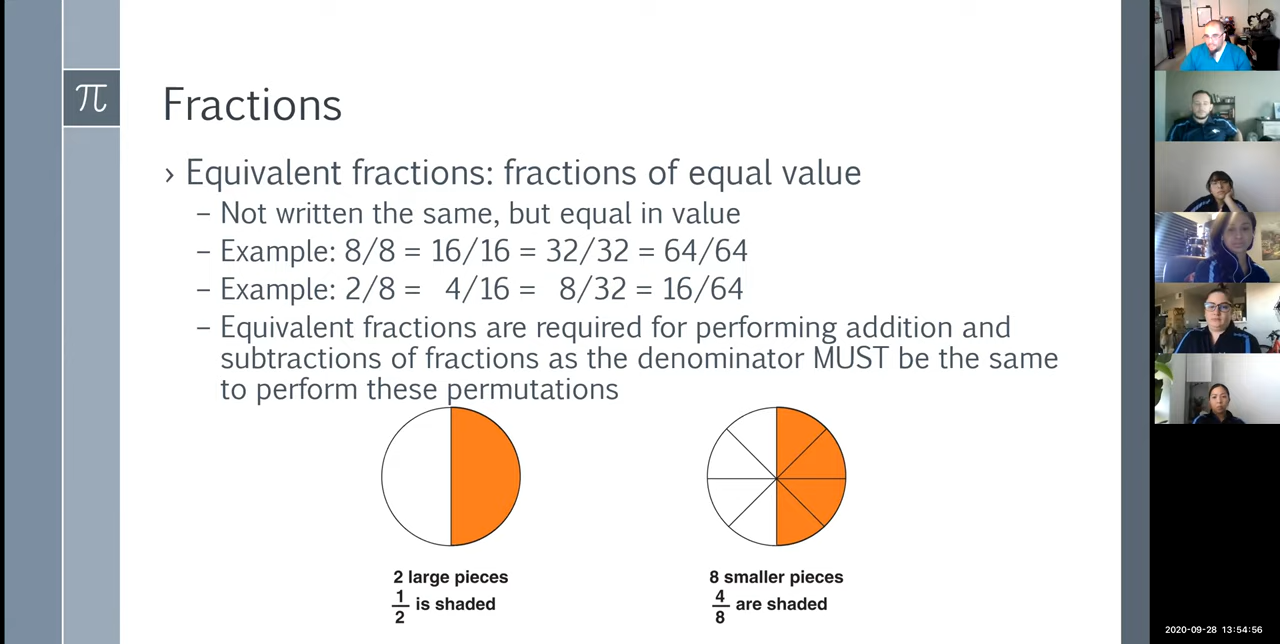 π
Fractions
› Equivalent fractions: fractions of equal value
– Not written the same, but equal in value
– Example: 8/8 = 16/16 = 32/32 = 64/64
– Example: 2/8 = 4/16 = 8/32 = 16/64
– Equivalent fractions are required for performing addition and
subtractions of fractions as the denominator MUST be the same
to perform these permutations
2 large pieces
1/2 is shaded
8 smaller pieces
4/8 are shaded
2020-09-28 13:54:56